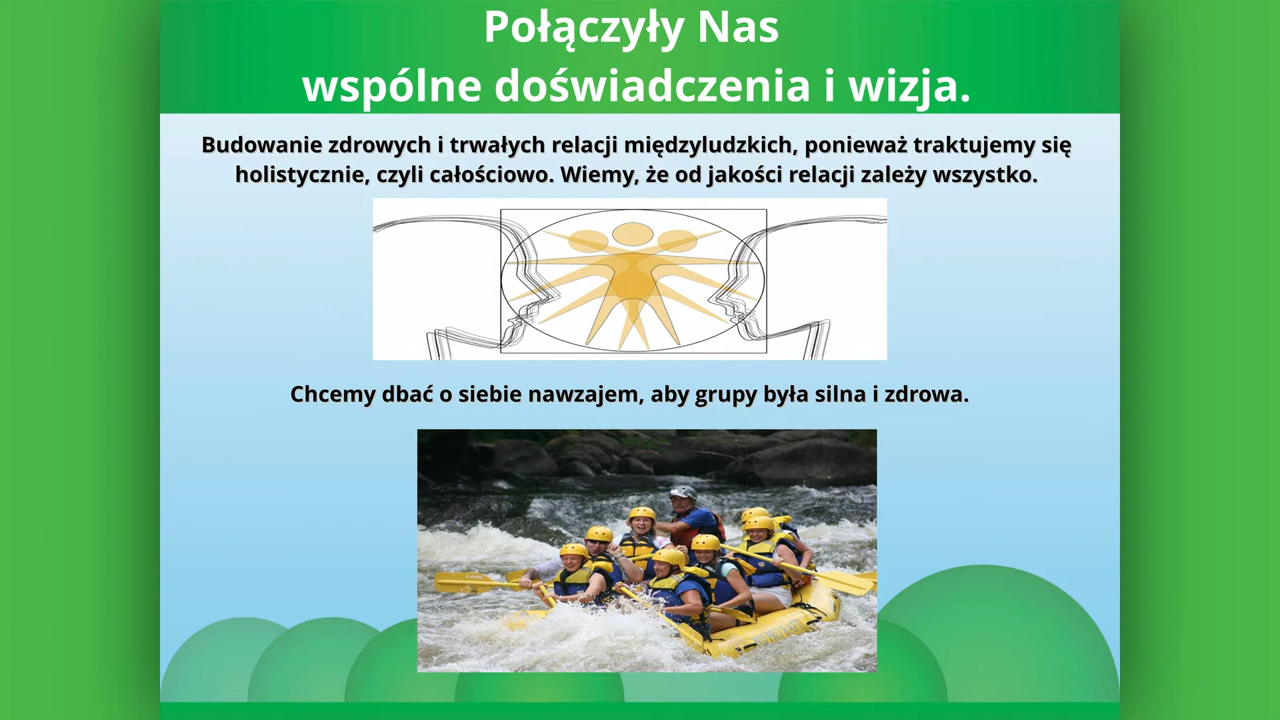 Połączyły Nas
wspólne doświadczenia i wizja.
Budowanie zdrowych i trwałych relacji międzyludzkich, ponieważ traktujemy się
holistycznie, czyli całościowo. Wiemy, że od jakości relacji zależy wszystko.
Chcemy dbać o siebie nawzajem, aby grupy była silna i zdrowa.